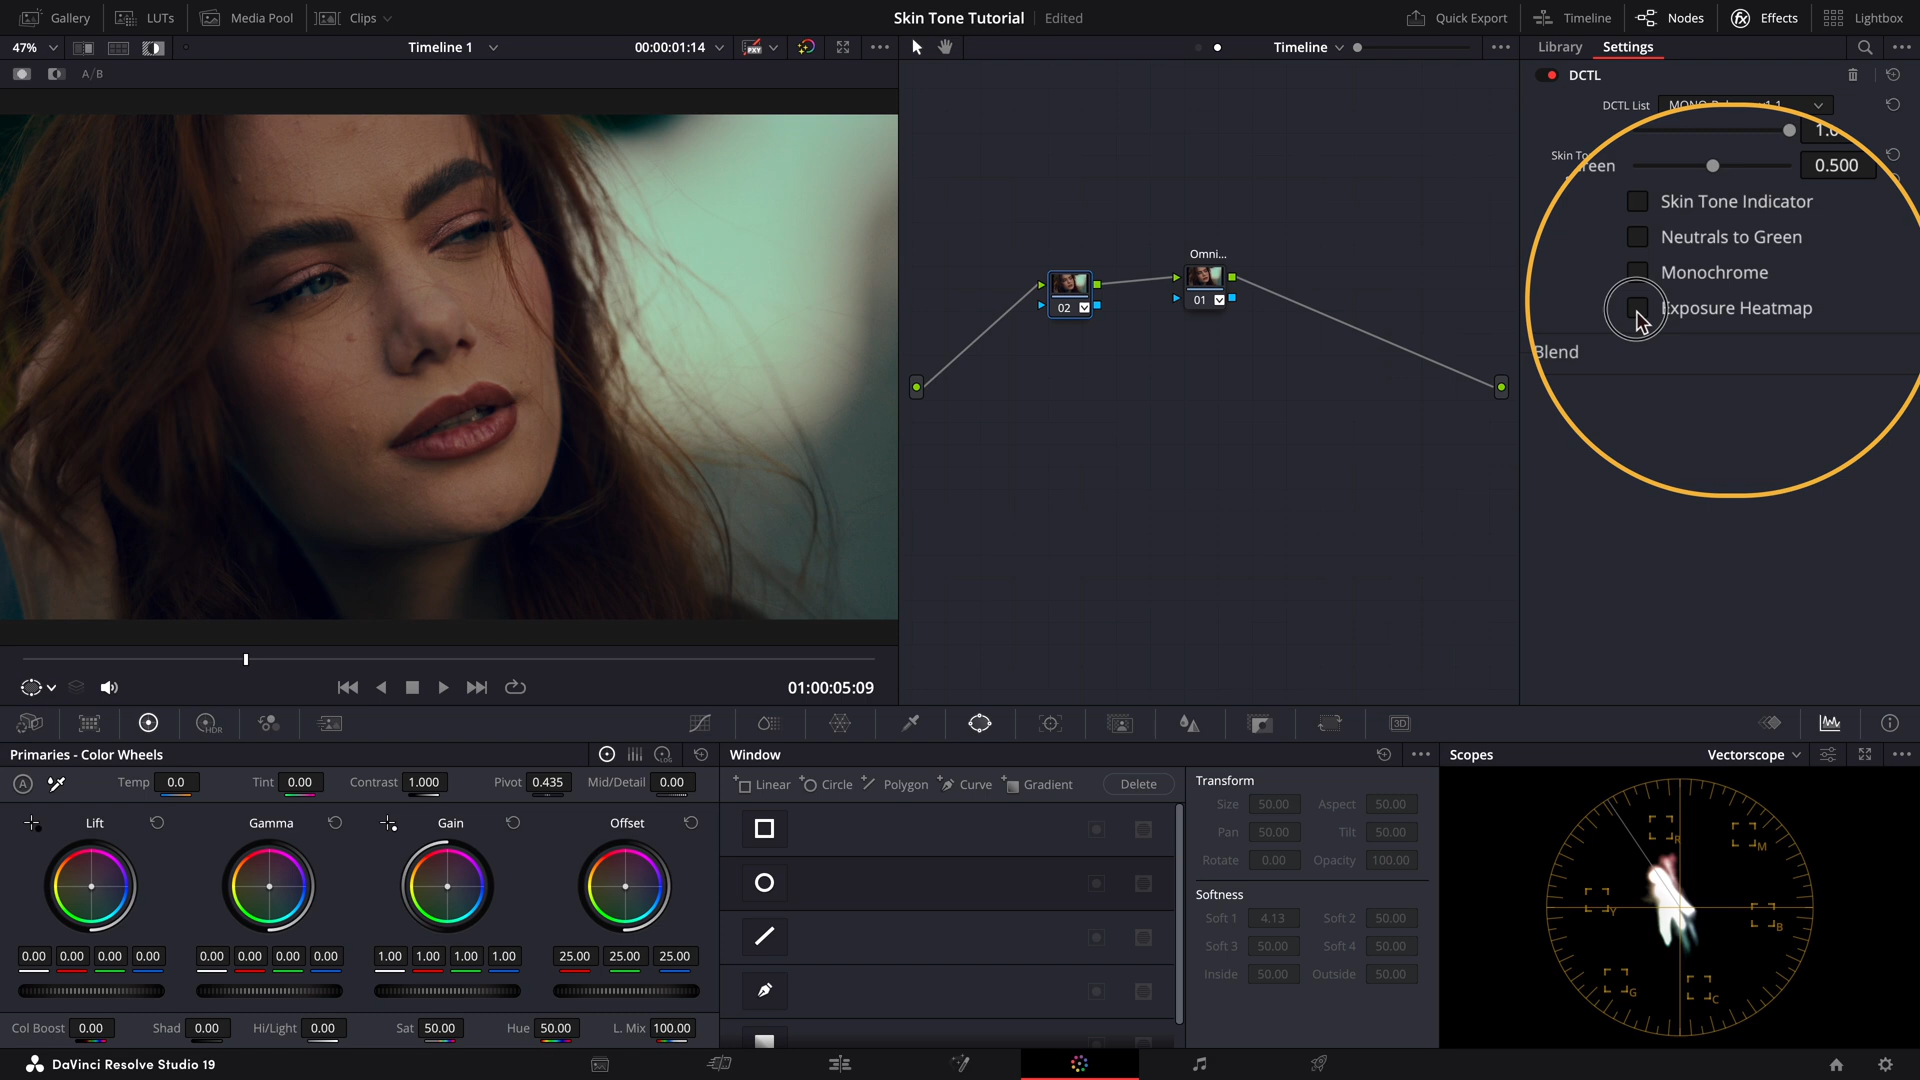 Gallery LUTs Media Pool Clips Skin Tone Tutorial Edited Quick Export Timeline Nodes Effects Lightbox
47% Timeline 1 00:00:01:14 Timeline Library Settings
A/B
DCTL
DCTL List
1.0
Skin To
reen 0.500
Skin Tone Indicator
Neutrals to Green
Monochrome
Exposure Heatmap
Blend
Omni...
02
01
01:00:05:09
HDR
3D
Primaries - Color Wheels
LOG
Window
Scopes
Vectorscope
A Temp 0.0 Tint 0.00 Contrast 1.000 Pivot 0.435 Mid/Detail 0.00
Lift Gamma Gain Offset
0.00 0.00 0.00 0.00 0.00 0.00 0.00 0.00 1.00 1.00 1.00 1.00 25.00 25.00 25.00
Col Boost 0.00 Shad 0.00 Hi/Light 0.00 Sat 50.00 Hue 50.00 L. Mix 100.00
Linear Circle Polygon Curve Gradient Delete
Transform
Size 50.00 Aspect 50.00
Pan 50.00 Tilt 50.00
Rotate 0.00 Opacity 100.00
Softness
Soft 1 4.13 Soft 2 50.00
Soft 3 50.00 Soft 4 50.00
Inside 50.00 Outside 50.00
R
M
Y
B
G
C
DaVinci Resolve Studio 19